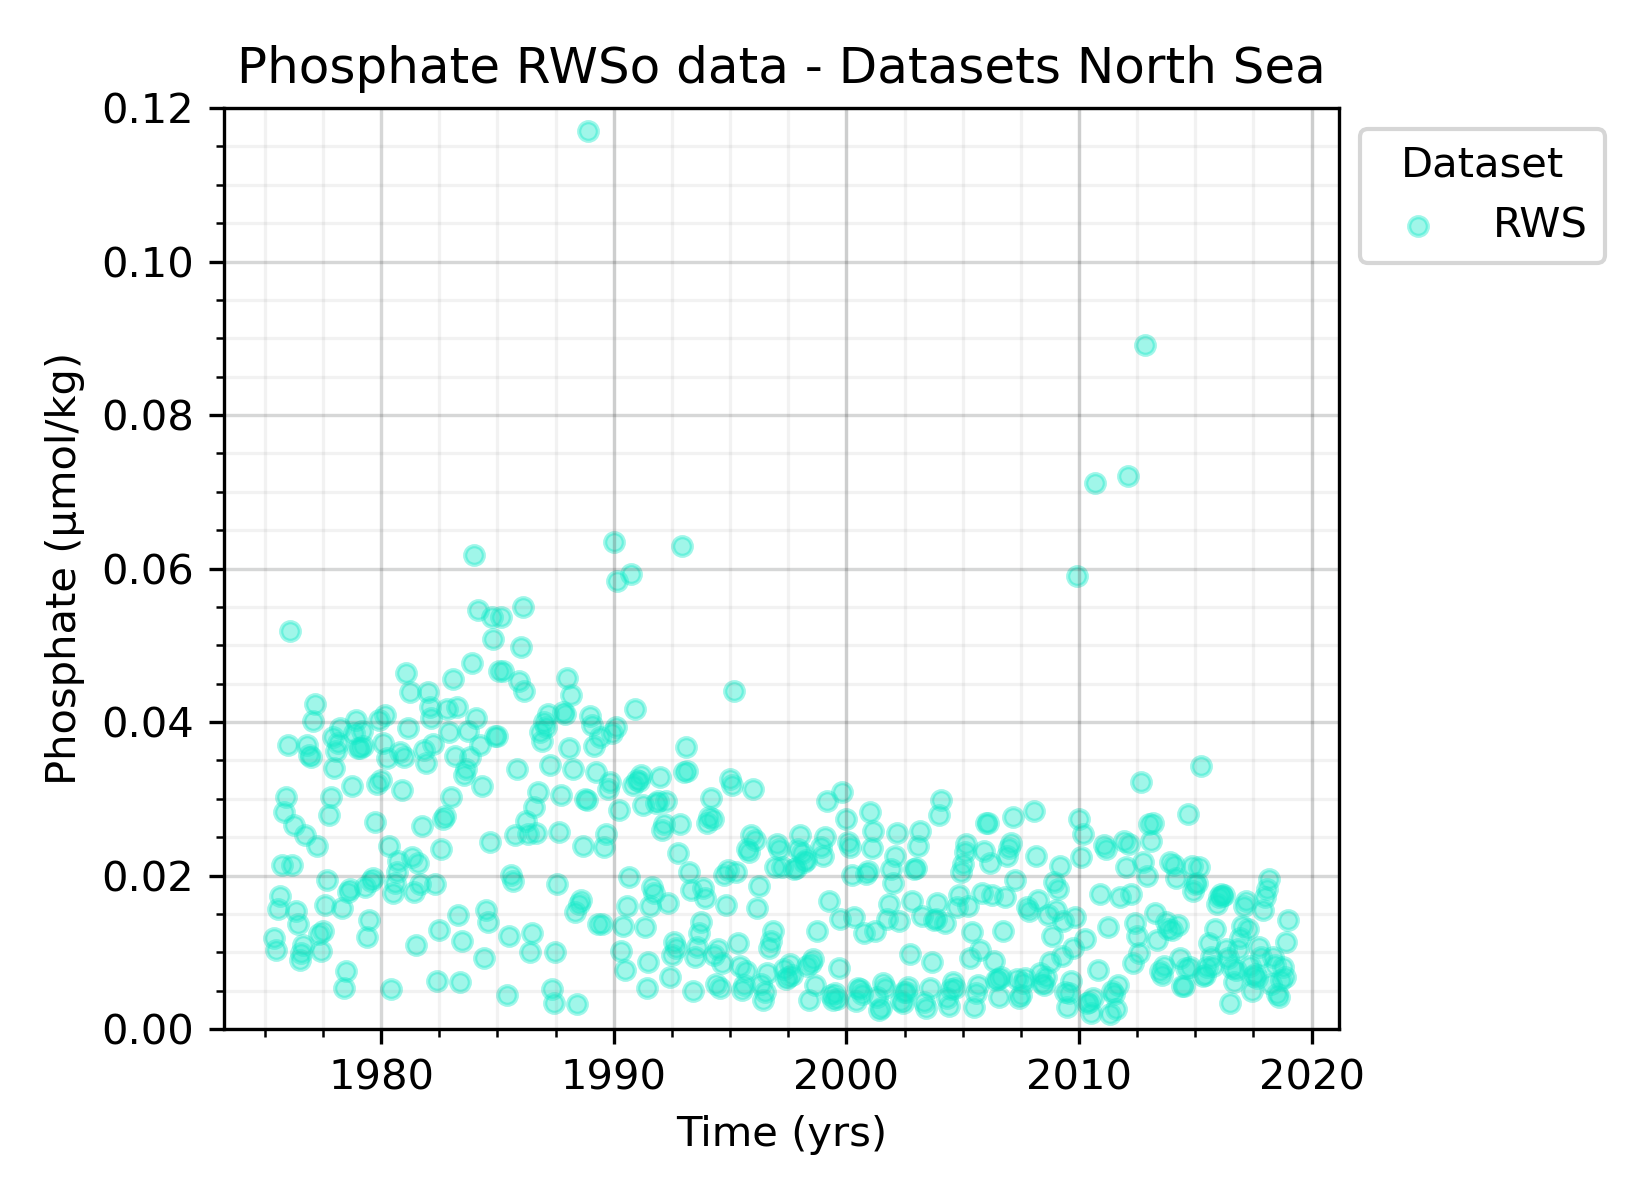 Phosphate RWSo data - Datasets North Sea
0.12
0.10
0.08
0.06
0.04
0.02
0.00
Phosphate (µmol/kg)
1980 1990 2000 2010 2020
Time (yrs)
Dataset
RWS